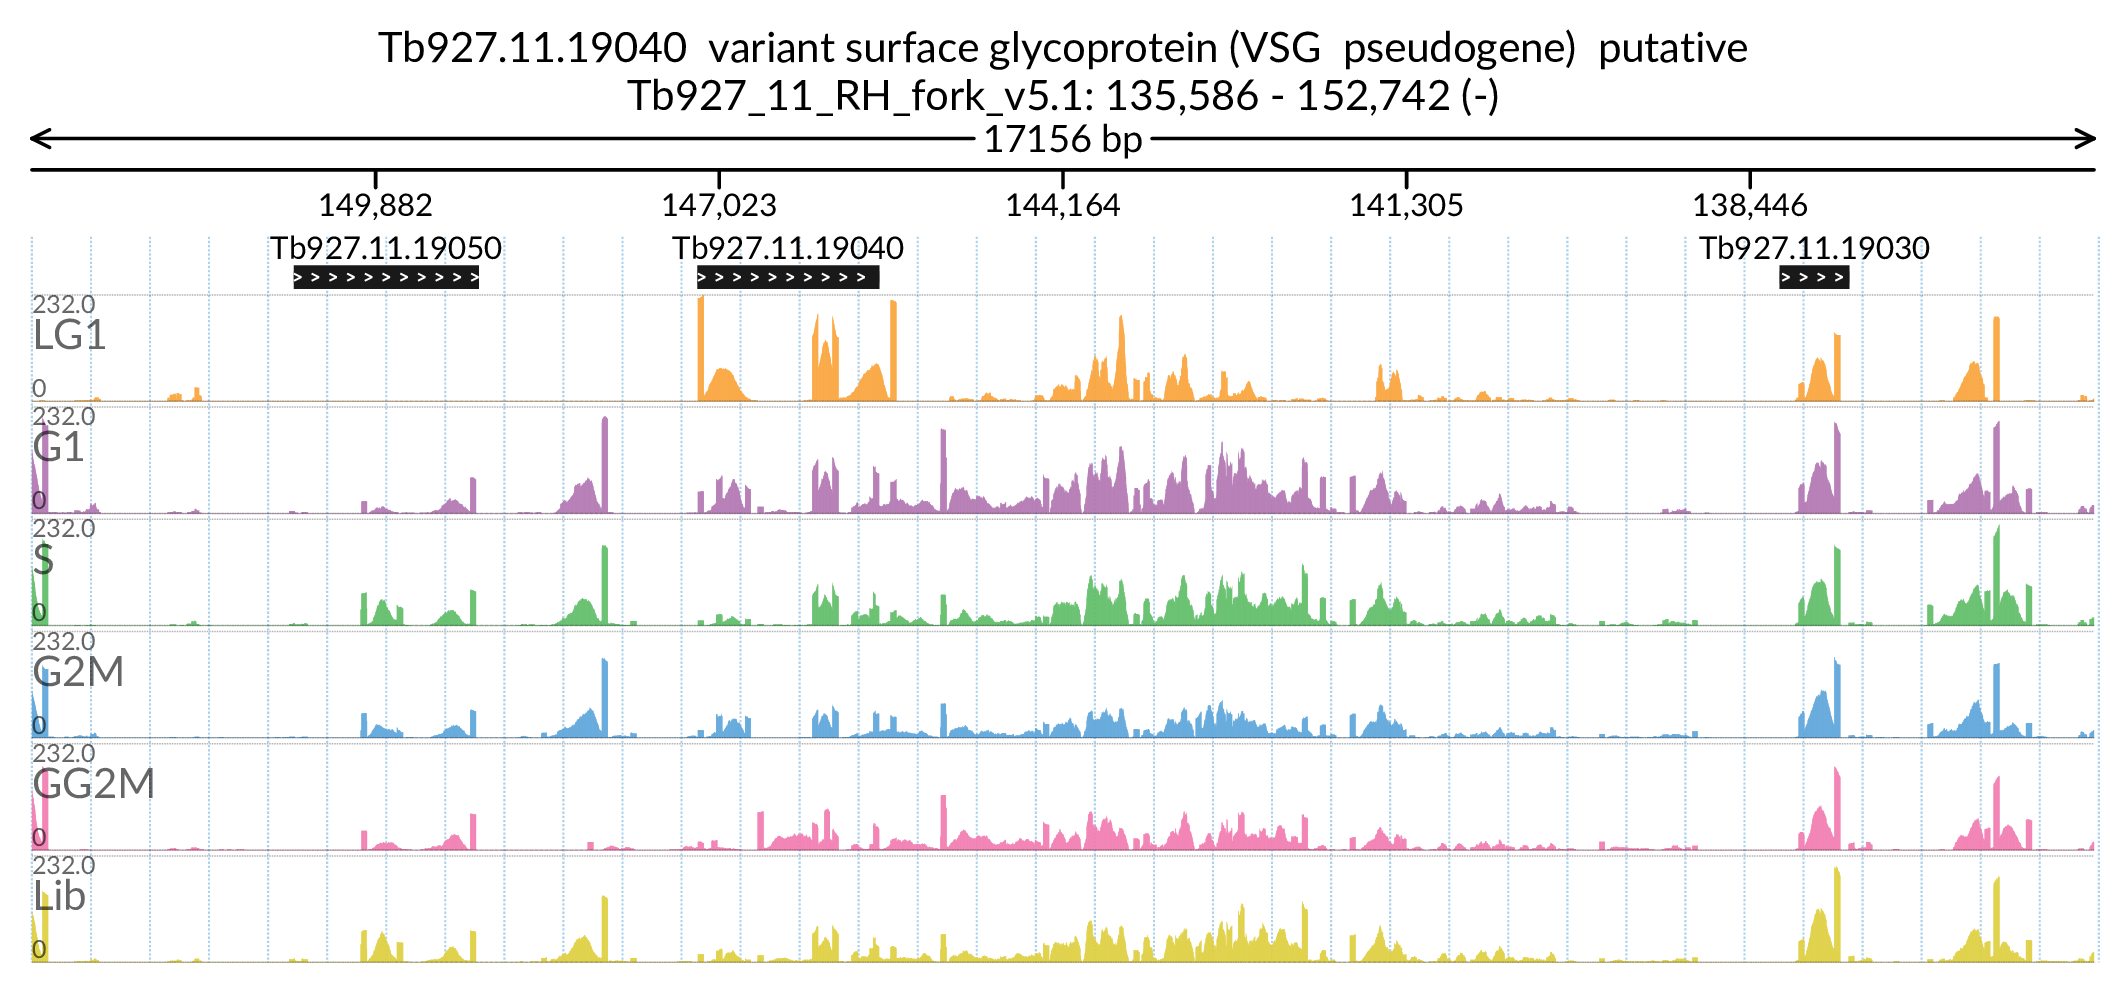 Tb927.11.19040 variant surface glycoprotein (VSG pseudogene) putative
Tb927_11_RH_fork_v5.1: 135,586 - 152,742 (-)
17156 bp
149,882 147,023 144,164 141,305 138,446
Tb927.11.19050 Tb927.11.19040 Tb927.11.19030
232.0
LG1
0
232.0
G1
0
232.0
S
0
232.0
G2M
0
232.0
GG2M
0
232.0
Lib
0